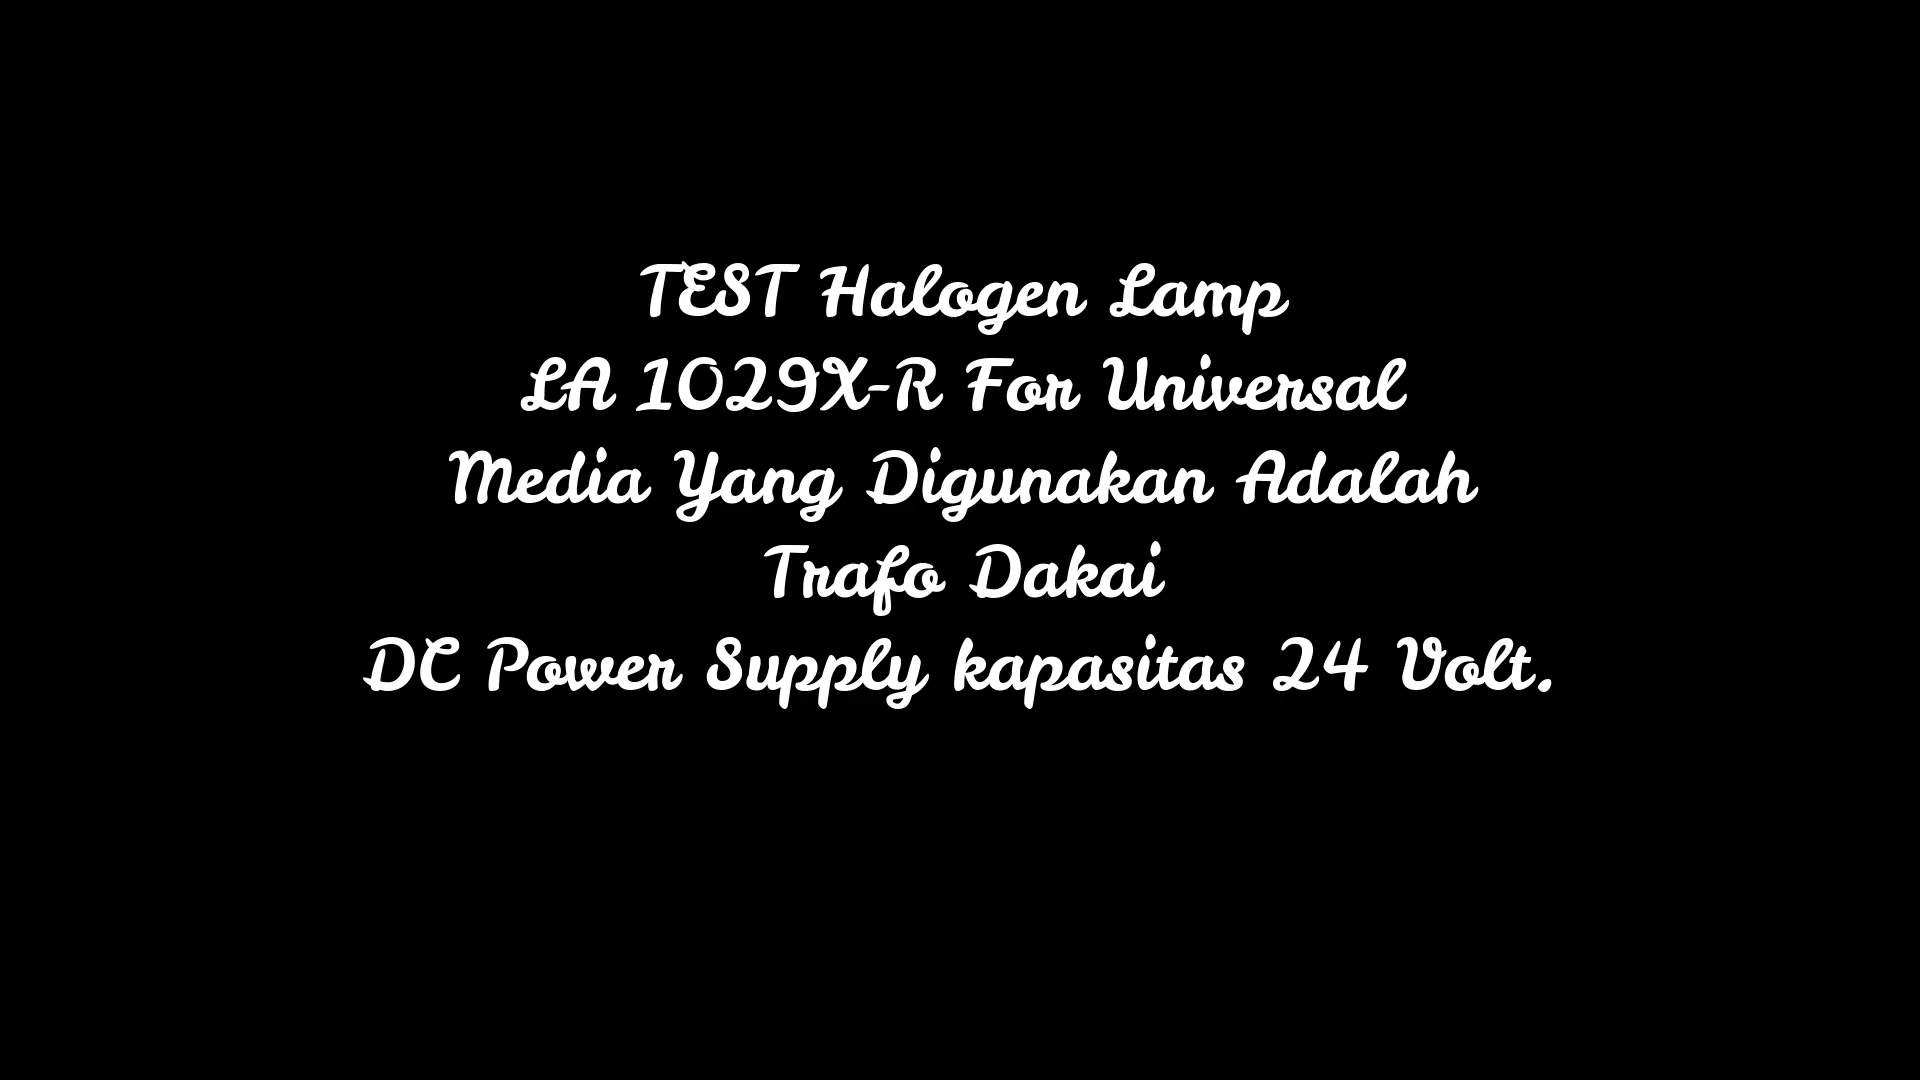 TEST Halogen Lamp
LA 1029X-R For Universal
Media Yang Digunakan Adalah
Trafo Dakai
DC Power Supply kapasitas 24 Volt.